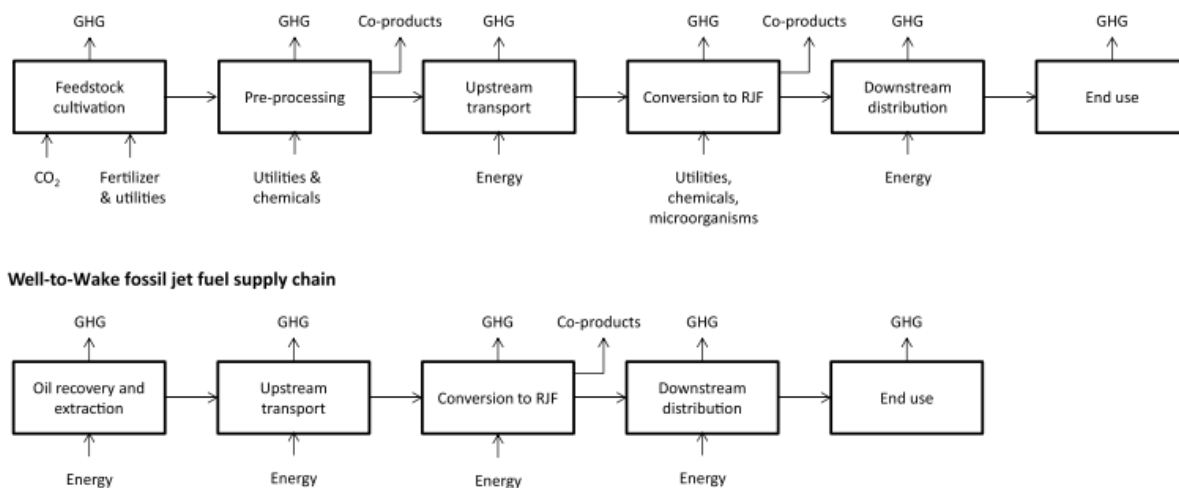 GHG GHG Co-products GHG GHG Co-products GHG GHG
Feedstock
cultivation
Pre-processing
Upstream
transport
Conversion to RJF
Downstream
distribution
End use
CO₂
Fertilizer
& utilities
Utilities &
chemicals
Energy
Utilities,
chemicals,
microorganisms
Energy
Well-to-Wake fossil jet fuel supply chain
GHG GHG GHG Co-products GHG GHG
Oil recovery and
extraction
Upstream
transport
Conversion to RJF
Downstream
distribution
End use
Energy Energy Energy Energy